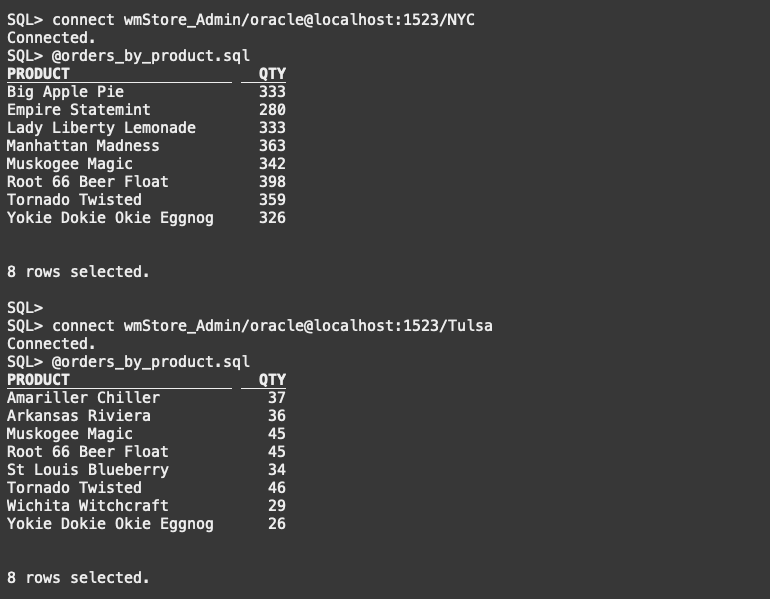 SQL> connect wmStore_Admin/oracle@localhost:1523/NYC
Connected.
SQL> @orders_by_product.sql
PRODUCT QTY
Big Apple Pie 333
Empire Statemint 280
Lady Liberty Lemonade 333
Manhattan Madness 363
Muskogee Magic 342
Root 66 Beer Float 398
Tornado Twisted 359
Yokie Dokie Okie Eggnog 326
8 rows selected.
SQL>
SQL> connect wmStore_Admin/oracle@localhost:1523/Tulsa
Connected.
SQL> @orders_by_product.sql
PRODUCT QTY
Amariller Chiller 37
Arkansas Riviera 36
Muskogee Magic 45
Root 66 Beer Float 45
St Louis Blueberry 34
Tornado Twisted 46
Wichita Witchcraft 29
Yokie Dokie Okie Eggnog 26
8 rows selected.